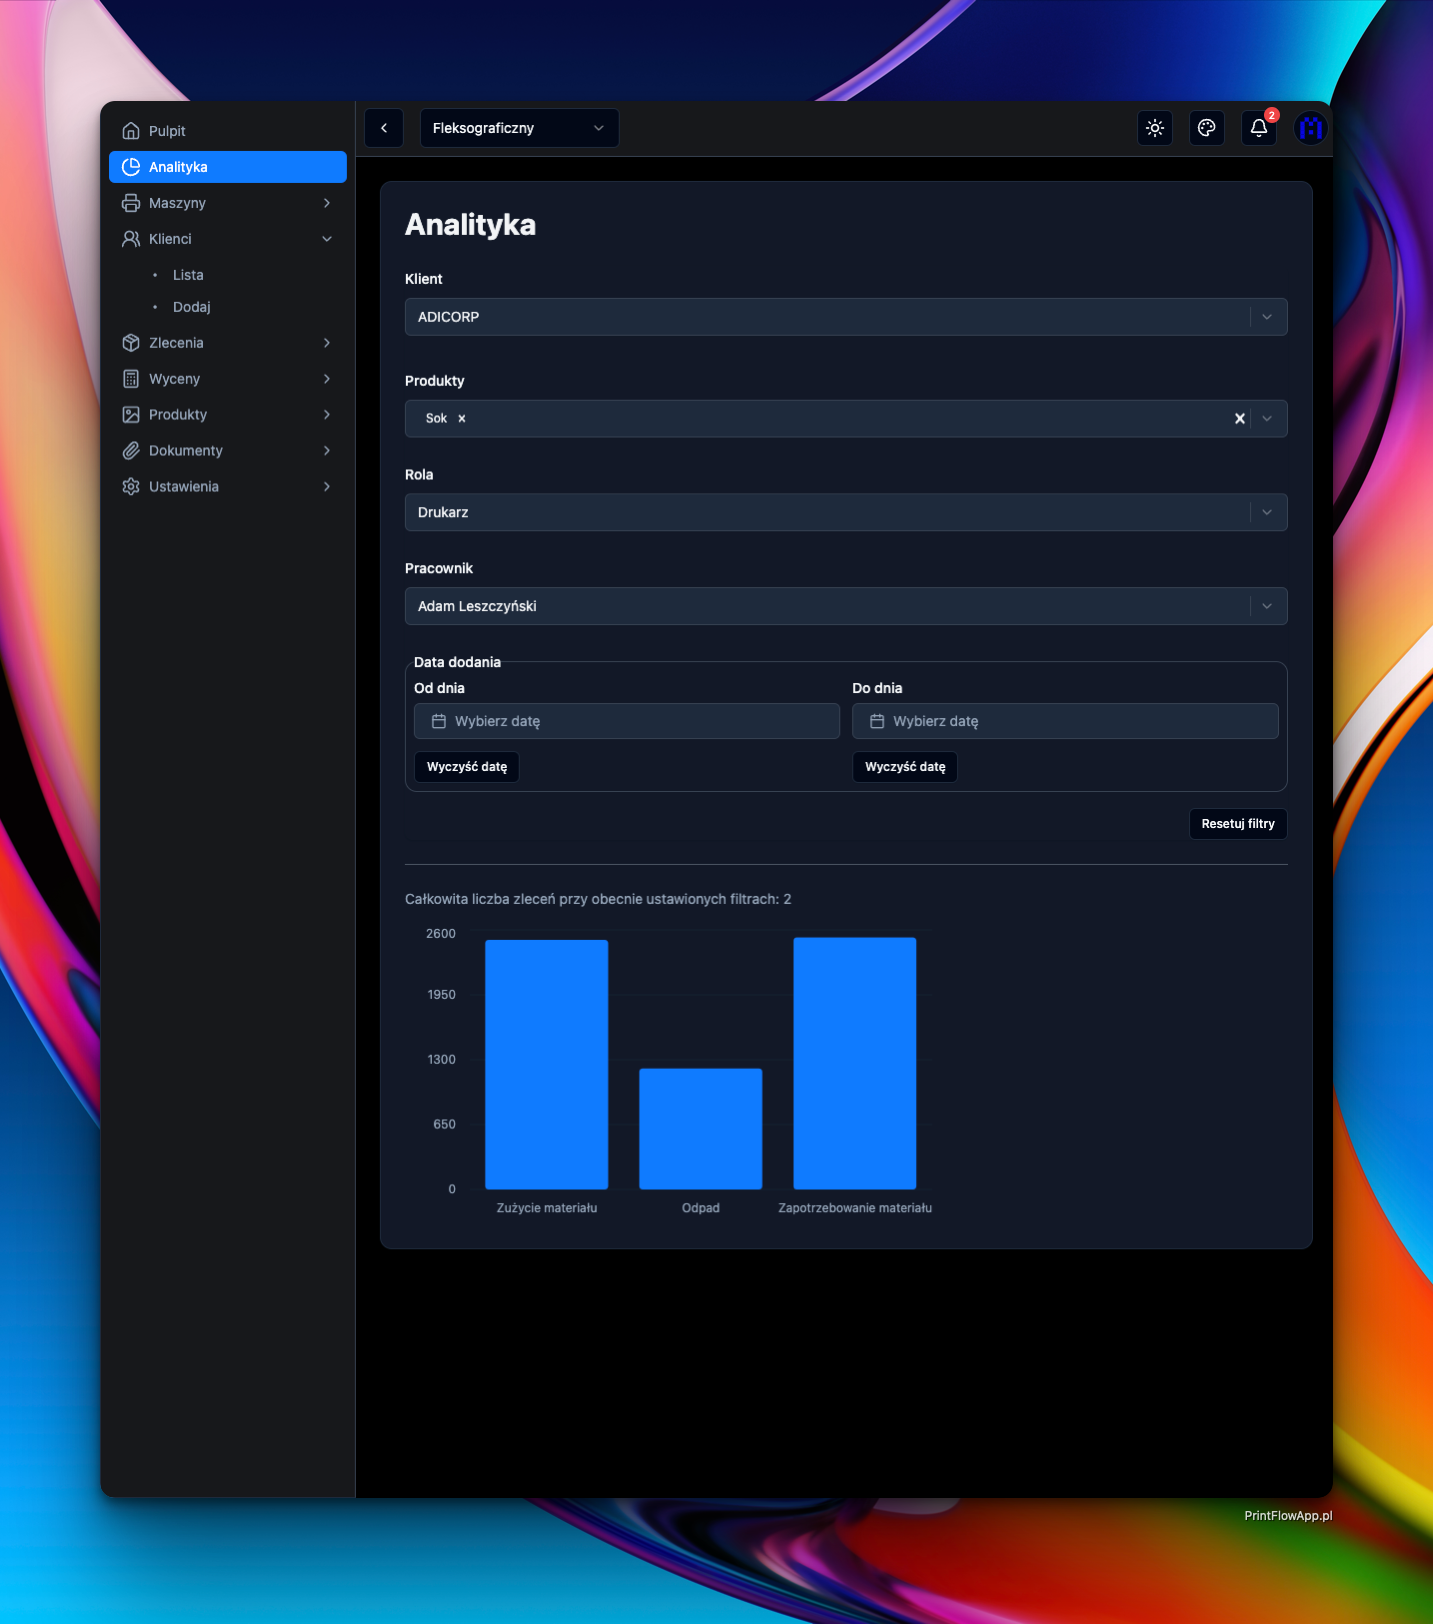 Pulpit
Analityka
Maszyny
Klienci
Lista
Dodaj
Zlecenia
Wyceny
Produkty
Dokumenty
Ustawienia
Fleksograficzny
2
Analityka
Klient
ADICORP
Produkty
Sok
Rola
Drukarz
Pracownik
Adam Leszczyński
Data dodania
Od dnia
Do dnia
Wybierz datę
Wybierz datę
Wyczyść datę
Wyczyść datę
Resetuj filtry
Całkowita liczba zleceń przy obecnie ustawionych filtrach: 2
2600
1950
1300
650
0
Zużycie materiału
Odpad
Zapotrzebowanie materiału
PrintFlowApp.pl